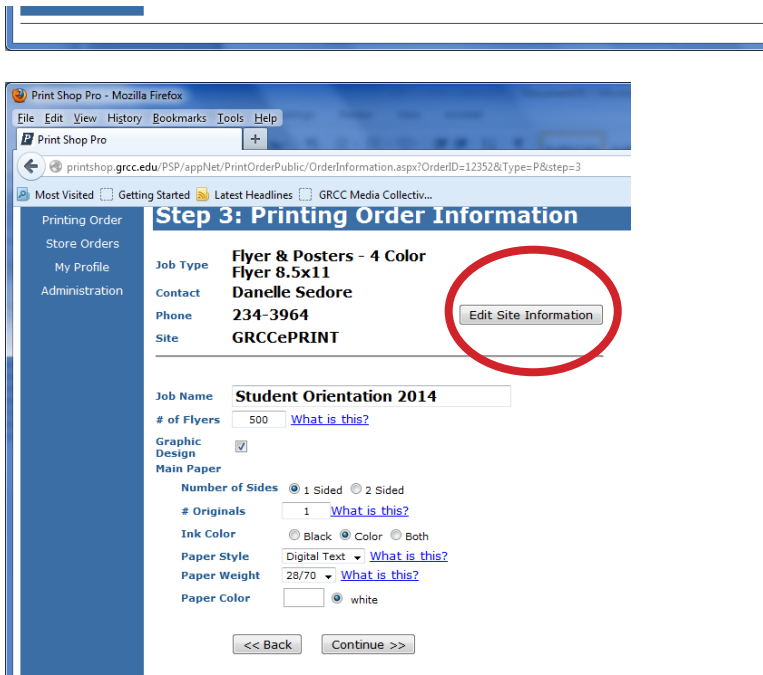 Print Shop Pro - Mozilla Firefox
File Edit View History Bookmarks Tools Help
Print Shop Pro +
printshop.grcc.edu/PSP/appNet/PrintOrderPublic/OrderInformation.aspx?OrderID=12352&Type=P&step=3
Most Visited Getting Started Latest Headlines GRCC Media Collectiv...
Printing Order
Store Orders
My Profile
Administration
Step 3: Printing Order Information
Job Type Flyer & Posters - 4 Color
Flyer 8.5x11
Contact Danelle Sedore
Phone 234-3964 Edit Site Information
Site GRCCePRINT
Job Name Student Orientation 2014
# of Flyers 500 What is this?
Graphic
Design
Main Paper
Number of Sides 1 Sided 2 Sided
# Originals 1 What is this?
Ink Color Black Color Both
Paper Style Digital Text What is this?
Paper Weight 28/70 What is this?
Paper Color white
<< Back Continue >>